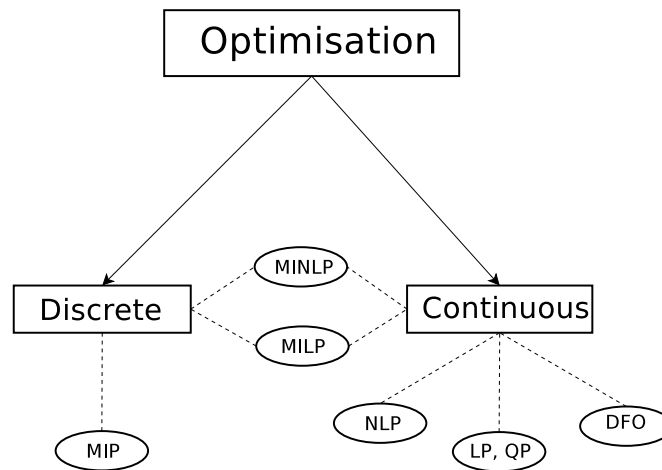 Optimisation
MINLP
Discrete
Continuous
MILP
NLP
DFO
MIP
LP, QP